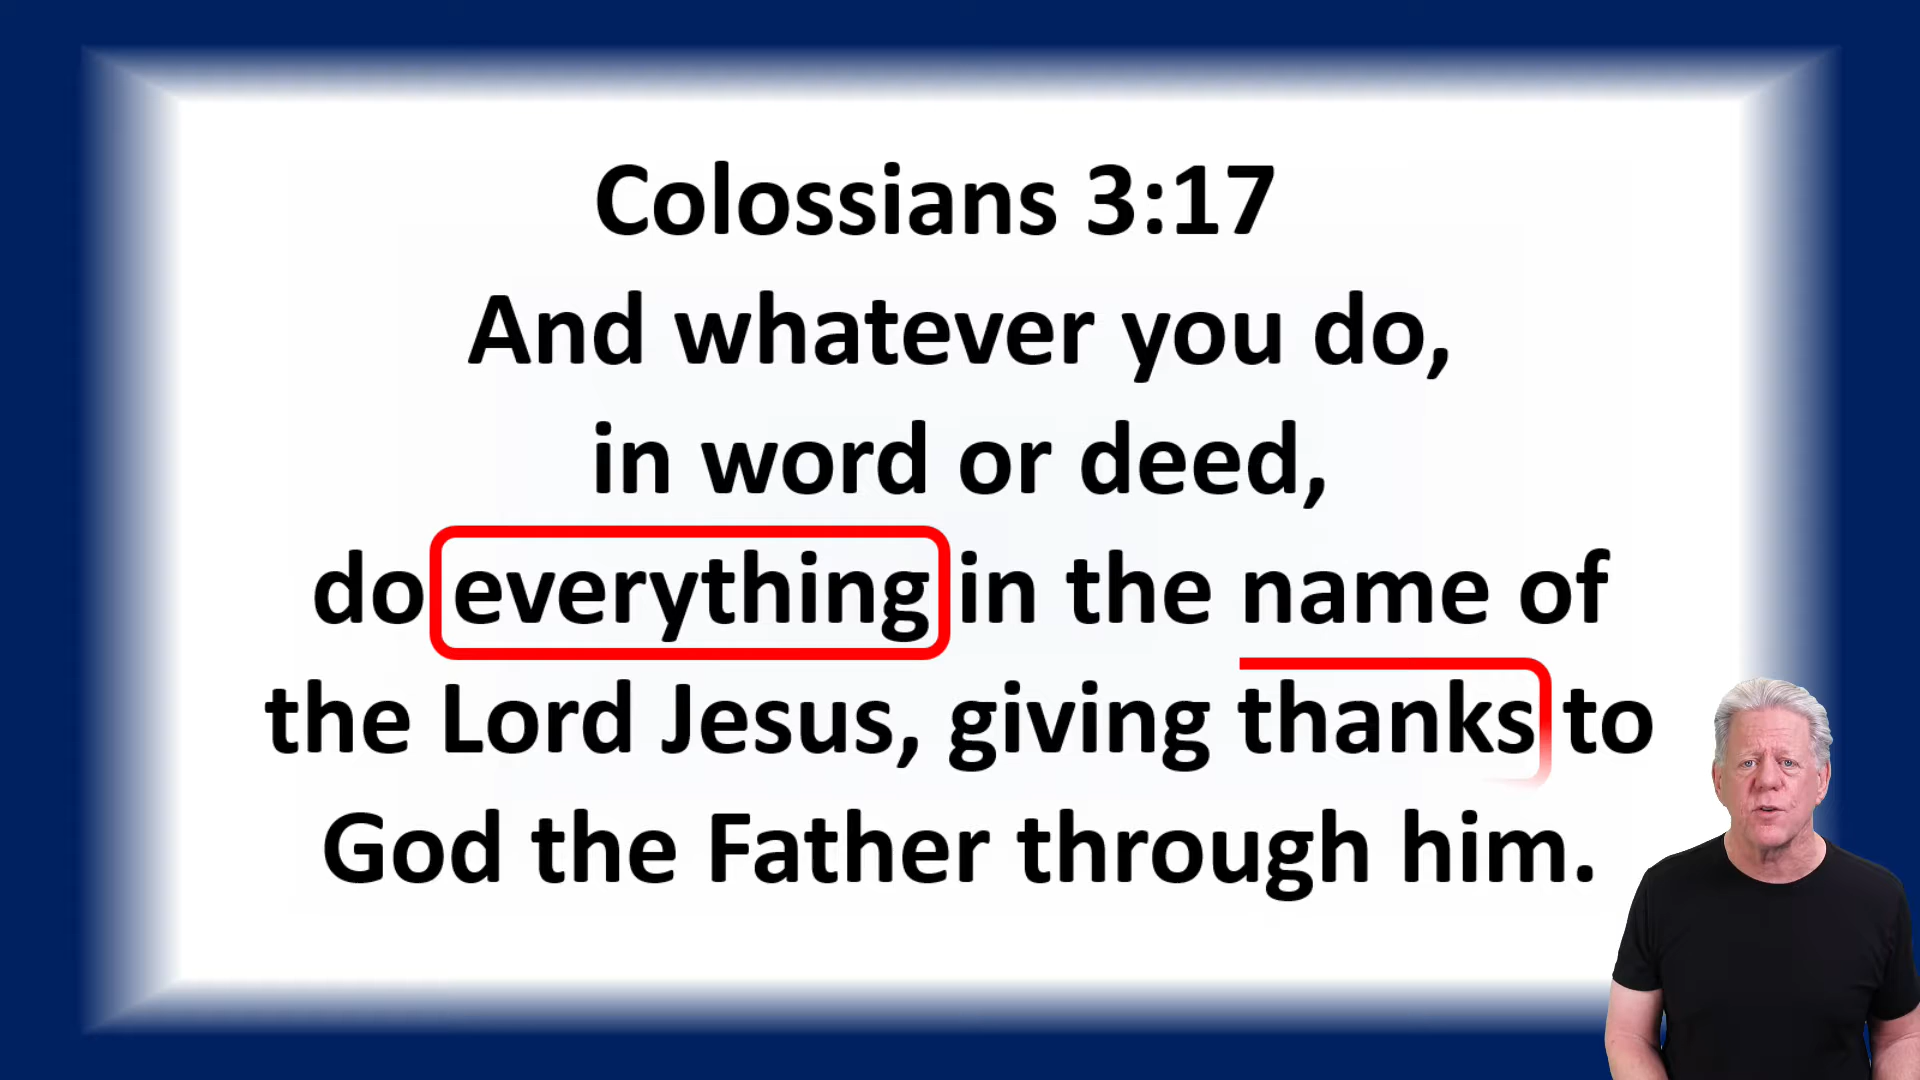 Colossians 3:17
And whatever you do,
in word or deed,
do everything in the name of
the Lord Jesus, giving thanks to
God the Father through him.